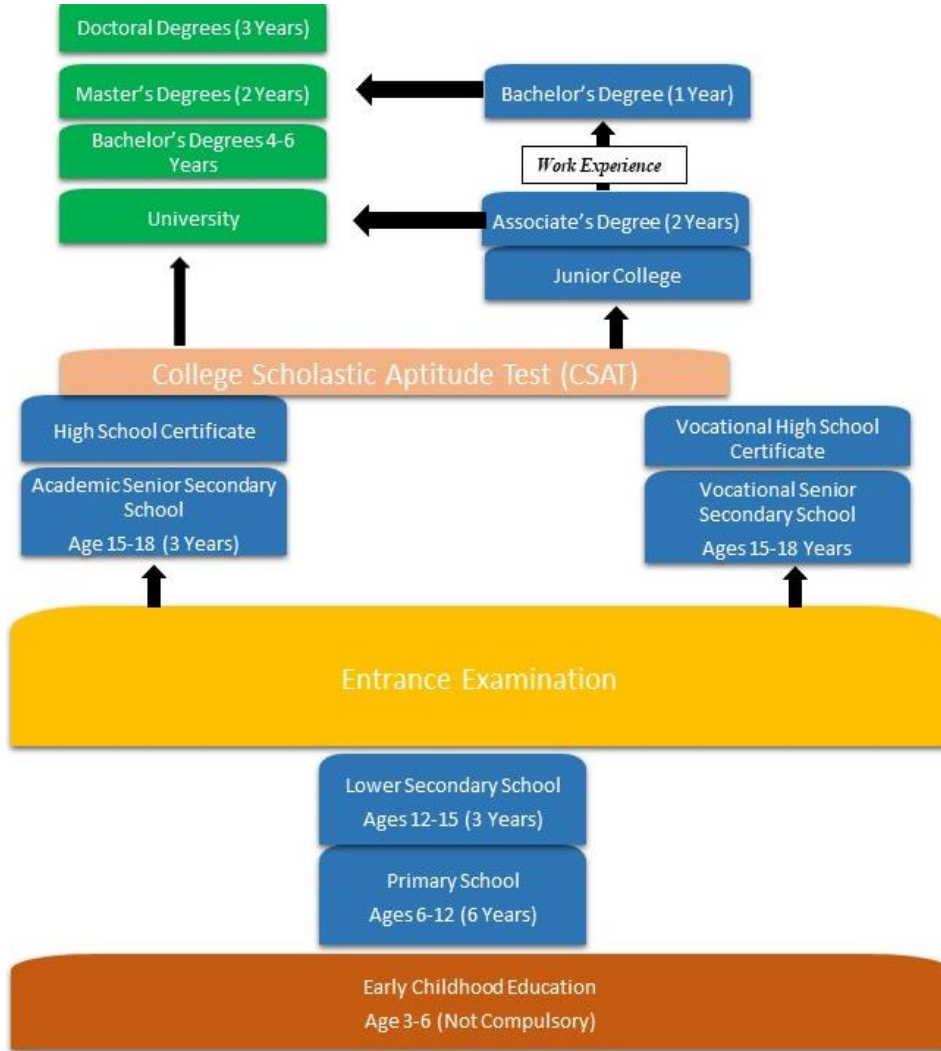 Doctoral Degrees (3 Years)
Master's Degrees (2 Years)
Bachelor's Degree (1 Year)
Bachelor's Degrees 4-6
Years
Work Experience
University
Associate's Degree (2 Years)
Junior College
College Scholastic Aptitude Test (CSAT)
High School Certificate
Academic Senior Secondary
School
Age 15-18 (3 Years)
Vocational High School
Certificate
Vocational Senior
Secondary School
Ages 15-18 Years
Entrance Examination
Lower Secondary School
Ages 12-15 (3 Years)
Primary School
Ages 6-12 (6 Years)
Early Childhood Education
Age 3-6 (Not Compulsory)